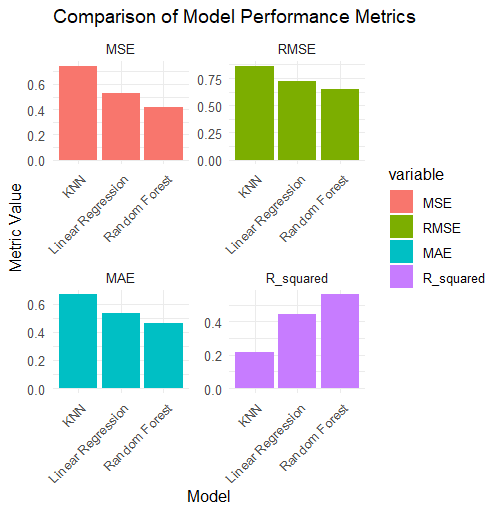 Comparison of Model Performance Metrics
MSE
RMSE
0.6
0.4
0.2
0.0
0.75
0.50
0.25
0.00
KNN
Linear Regression
Random Forest
KNN
Linear Regression
Random Forest
MAE
R_squared
0.6
0.4
0.2
0.0
0.4
0.2
0.0
KNN
Linear Regression
Random Forest
KNN
Linear Regression
Random Forest
Metric Value
Model
variable
MSE
RMSE
MAE
R_squared